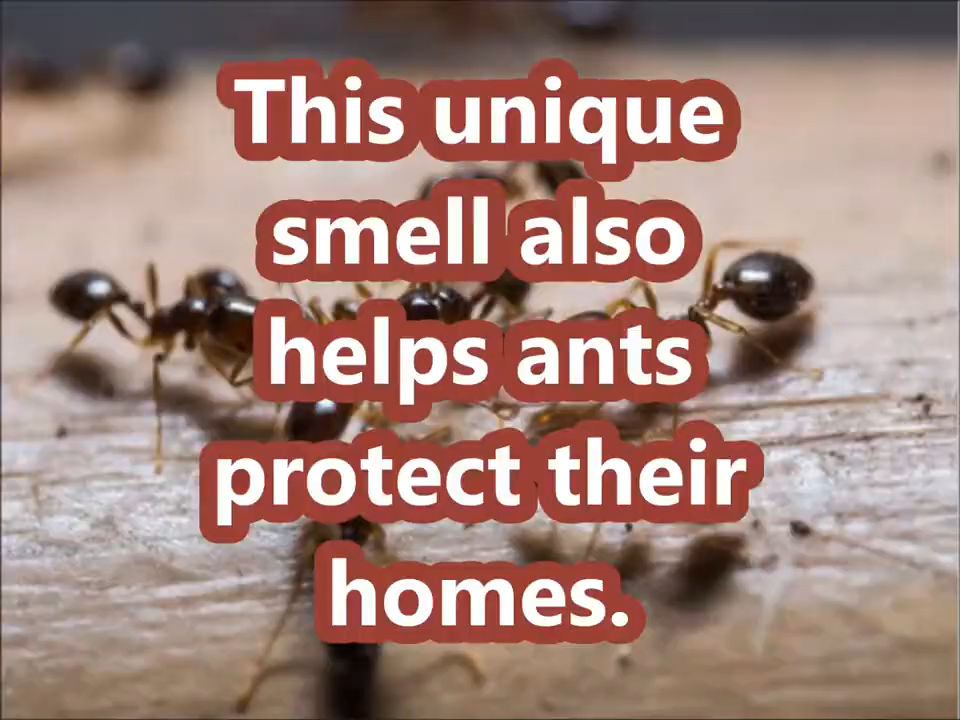 This unique
smell also
helps ants
protect their
homes.